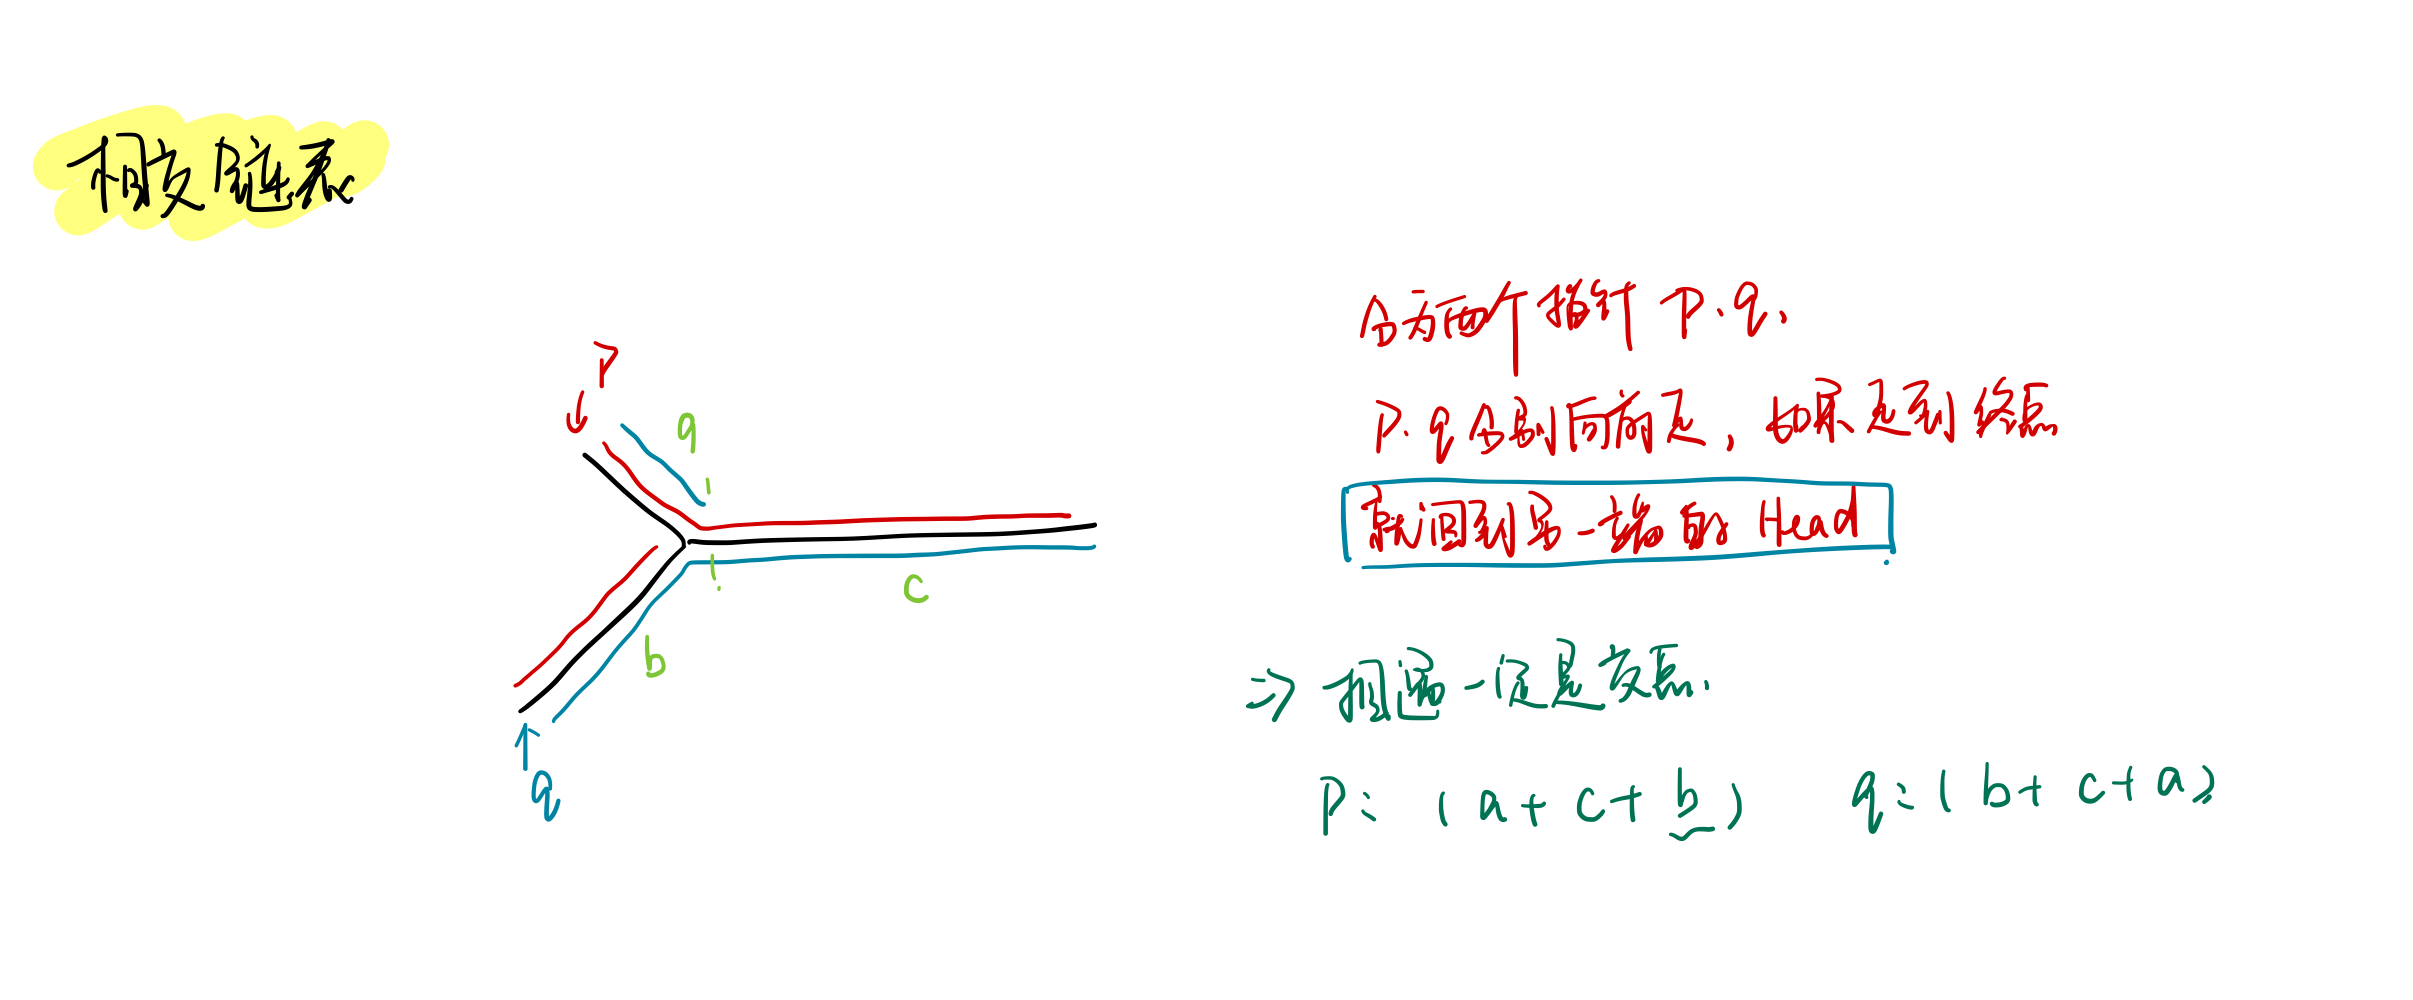 相交链表
P
q
b
c
q
分为两个指针 P.q.
P.q分别向前走,如果走到终点
就回到另一端的 Head.
=> 相遇一定是交点.
P: (a+c+b) q:(b+c+a)